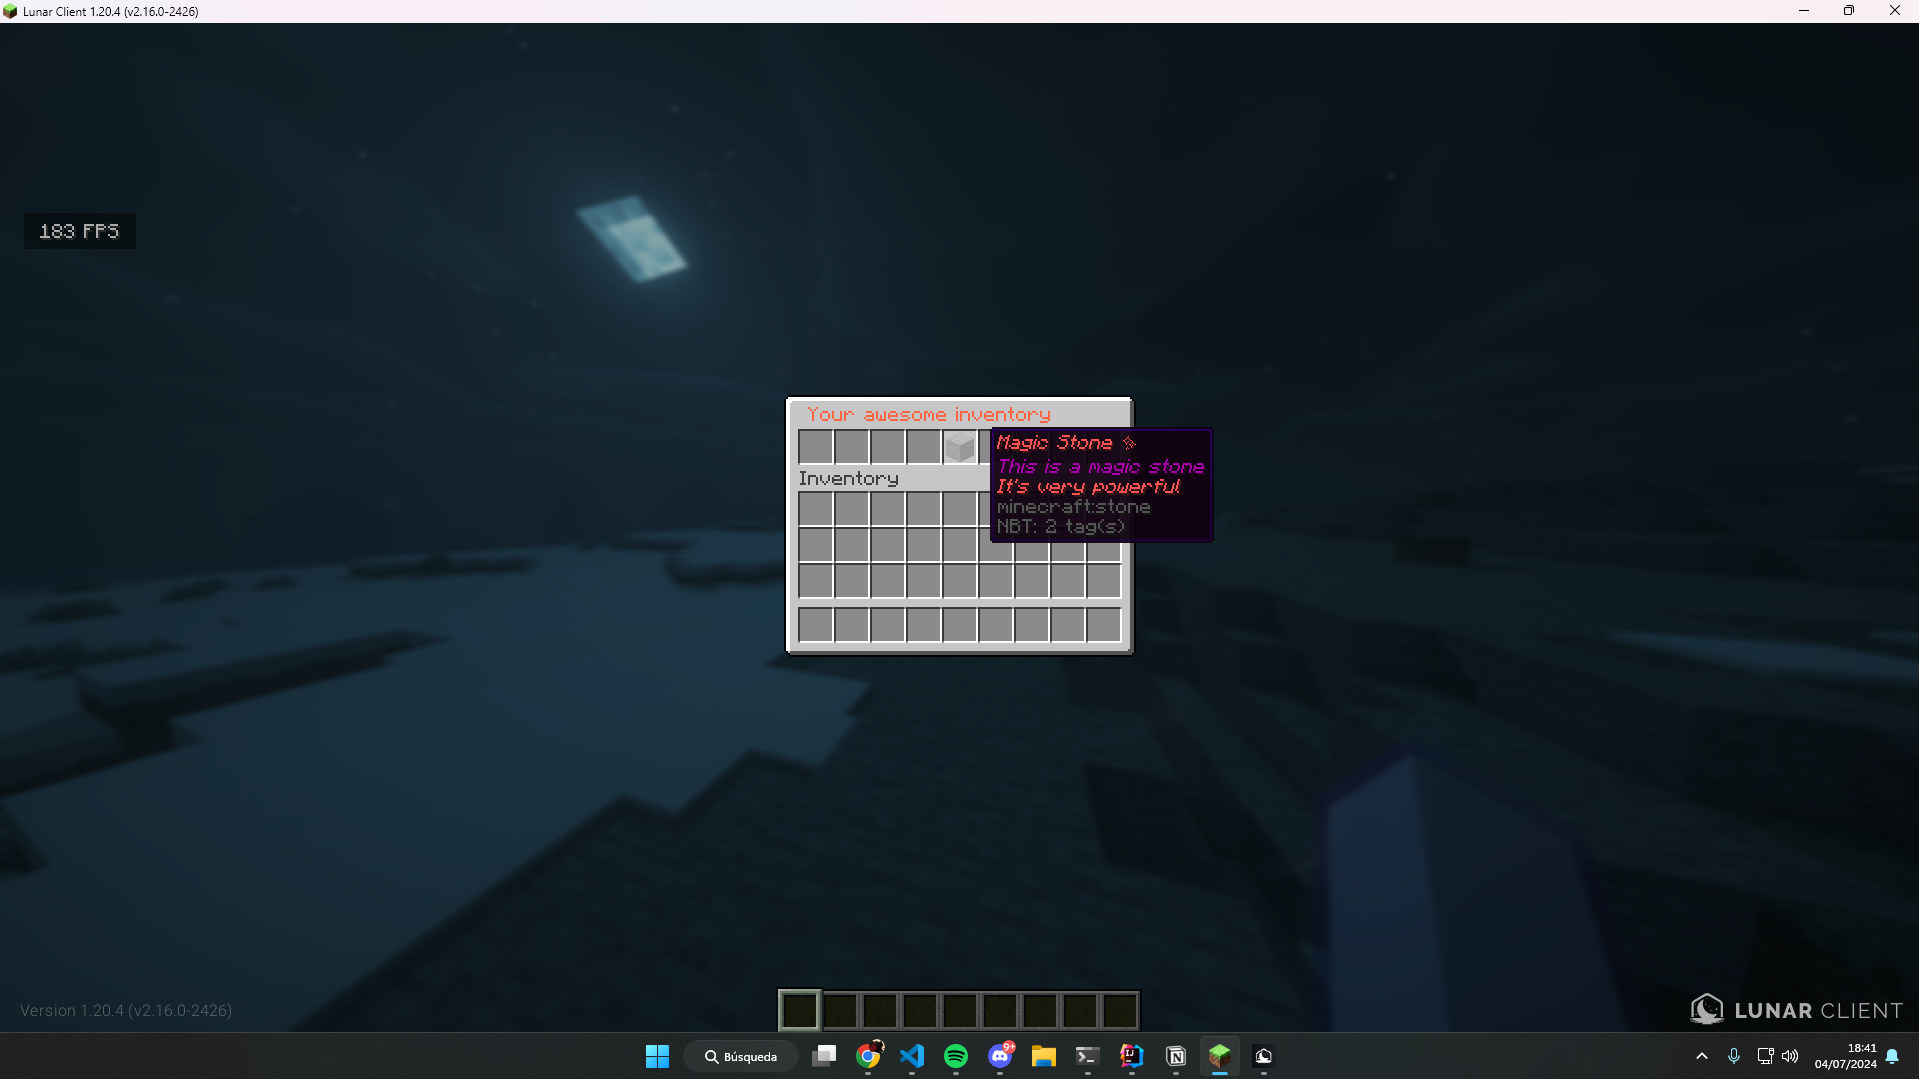 Lunar Client 1.20.4 (v2.16.0-2426)
183 FPS
Your awesome inventory
Magic Stone
This is a magic stone
It's very powerful
minecraft:stone
NBT: 2 tag(s)
Inventory
Version 1.20.4 (v2.16.0-2426)
LUNAR CLIENT
Búsqueda
9+
18:41
04/07/2024